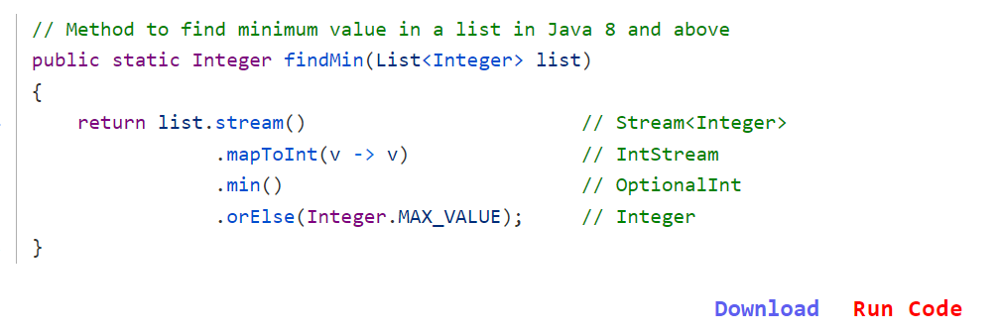 // Method to find minimum value in a list in Java 8 and above
public static Integer findMin(List<Integer> list)
{
    return list.stream()                      // Stream<Integer>
               .mapToInt(v -> v)              // IntStream
               .min()                         // OptionalInt
               .orElse(Integer.MAX_VALUE);     // Integer
}
Download Run Code